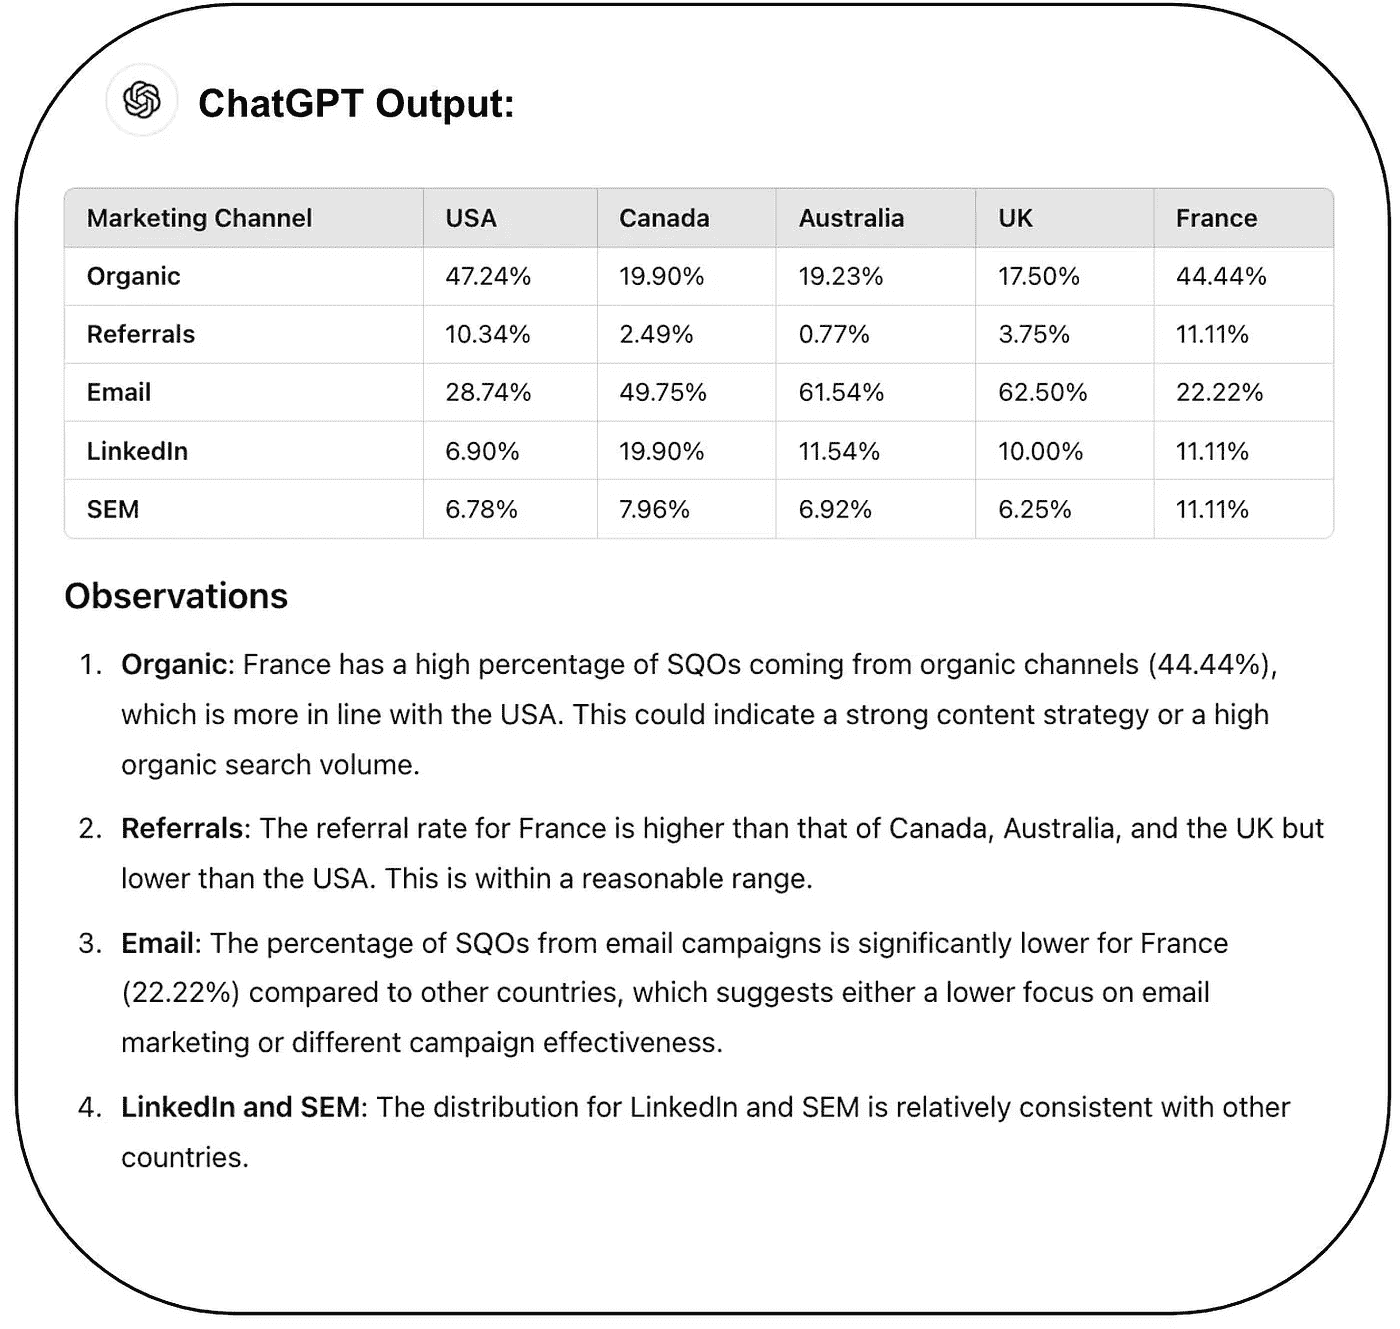 ChatGPT Output:
Marketing Channel USA Canada Australia UK France
Organic 47.24% 19.90% 19.23% 17.50% 44.44%
Referrals 10.34% 2.49% 0.77% 3.75% 11.11%
Email 28.74% 49.75% 61.54% 62.50% 22.22%
LinkedIn 6.90% 19.90% 11.54% 10.00% 11.11%
SEM 6.78% 7.96% 6.92% 6.25% 11.11%
Observations
1. Organic: France has a high percentage of SQOs coming from organic channels (44.44%),
which is more in line with the USA. This could indicate a strong content strategy or a high
organic search volume.
2. Referrals: The referral rate for France is higher than that of Canada, Australia, and the UK but
lower than the USA. This is within a reasonable range.
3. Email: The percentage of SQOs from email campaigns is significantly lower for France
(22.22%) compared to other countries, which suggests either a lower focus on email
marketing or different campaign effectiveness.
4. LinkedIn and SEM: The distribution for LinkedIn and SEM is relatively consistent with other
countries.